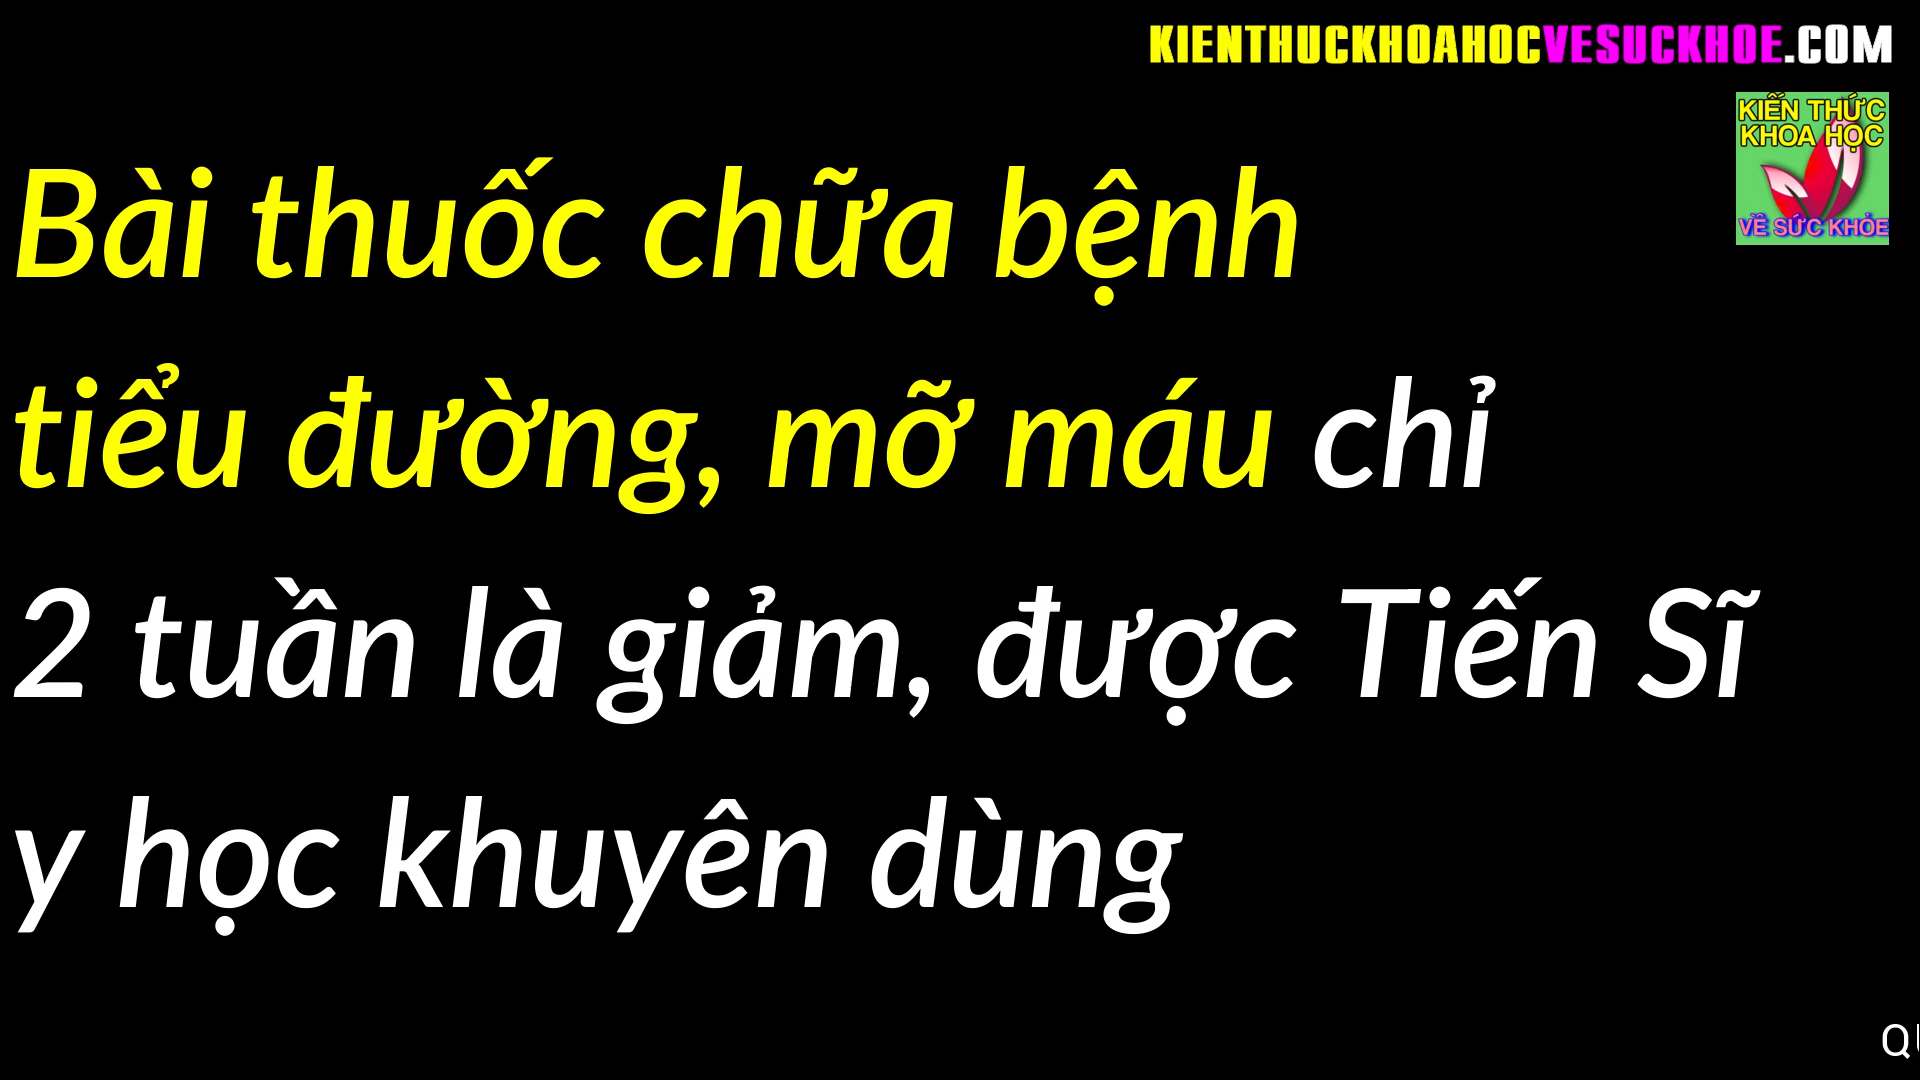 KIENTHUCKHOAHOCVESUCKHOE.COM
KIẾN THỨC
KHOA HỌC
VỀ SỨC KHỎE
Bài thuốc chữa bệnh
tiểu đường, mỡ máu chỉ
2 tuần là giảm, được Tiến Sĩ
y học khuyên dùng